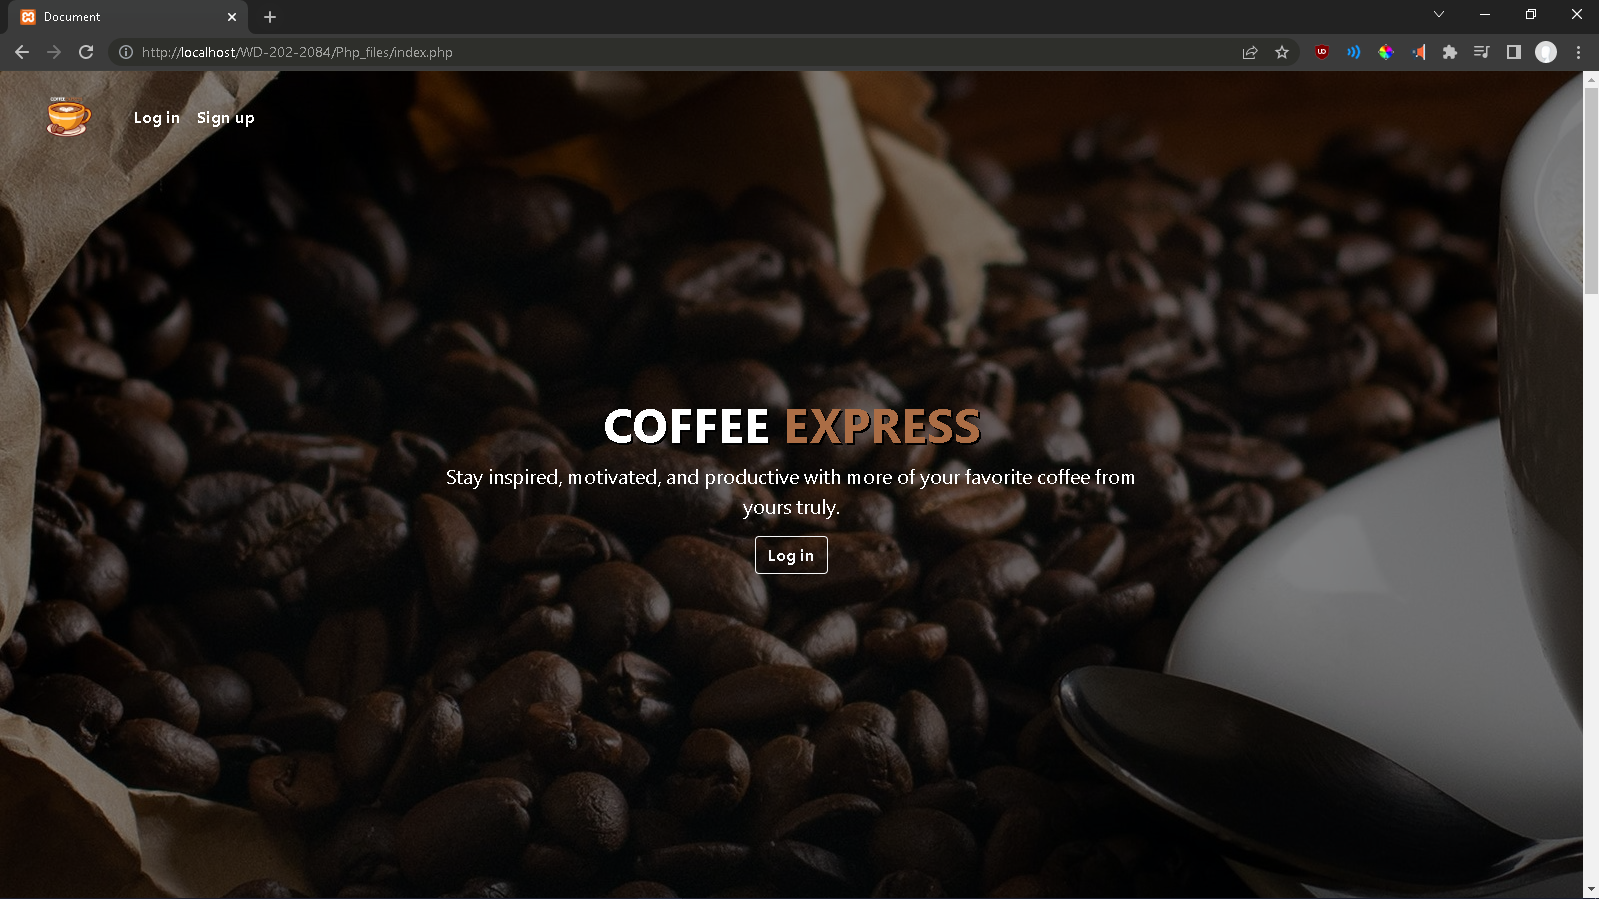 Document
http://localhost/WD-202-2084/Php_files/index.php
COFFEE
Log in
Sign up
COFFEE EXPRESS
Stay inspired, motivated, and productive with more of your favorite coffee from
yours truly.
Log in